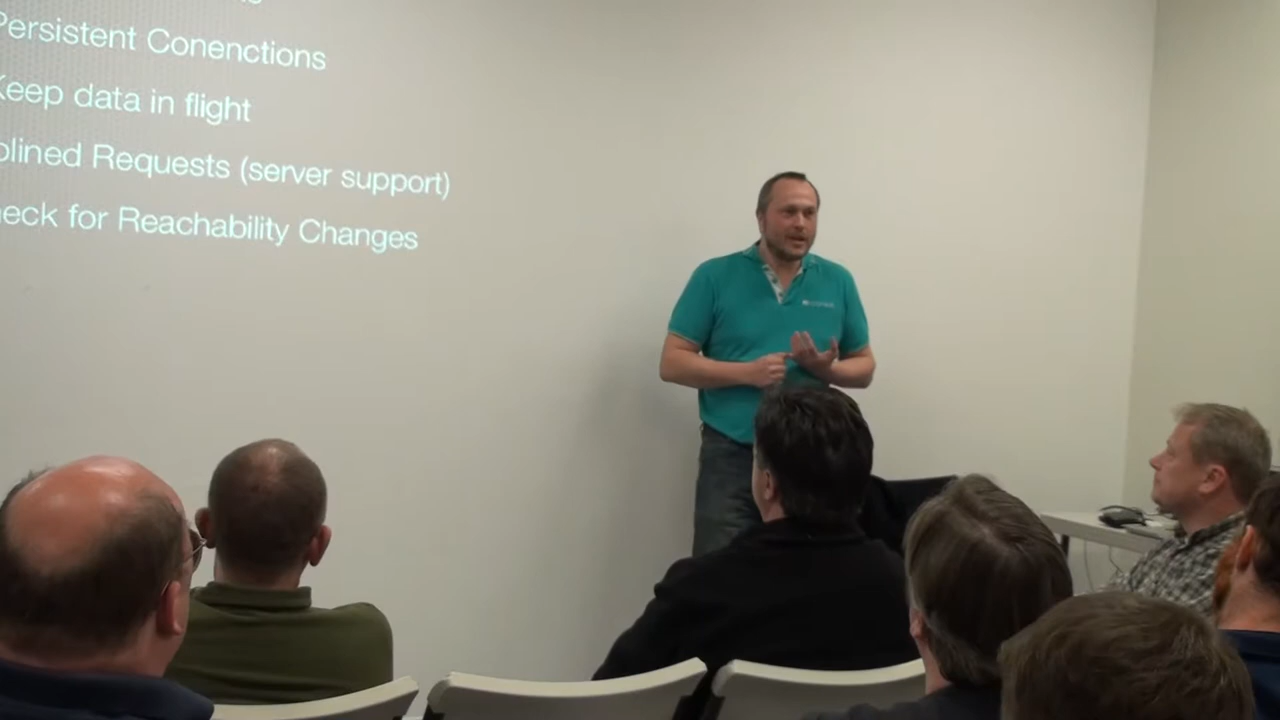 Persistent Conenctions
Keep data in flight
plined Requests (server support)
eck for Reachability Changes